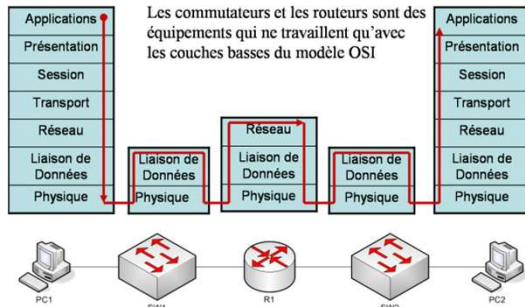 Applications
Présentation
Session
Transport
Réseau
Liaison de
Données
Physique
Les commutateurs et les routeurs sont des
équipements qui ne travaillent qu'avec
les couches basses du modèle OSI
Liaison de
Données
Physique
Réseau
Liaison de
Données
Physique
Liaison de
Données
Physique
Applications
Présentation
Session
Transport
Réseau
Liaison de
Données
Physique
PC1
SW1
R1
SW2
PC2